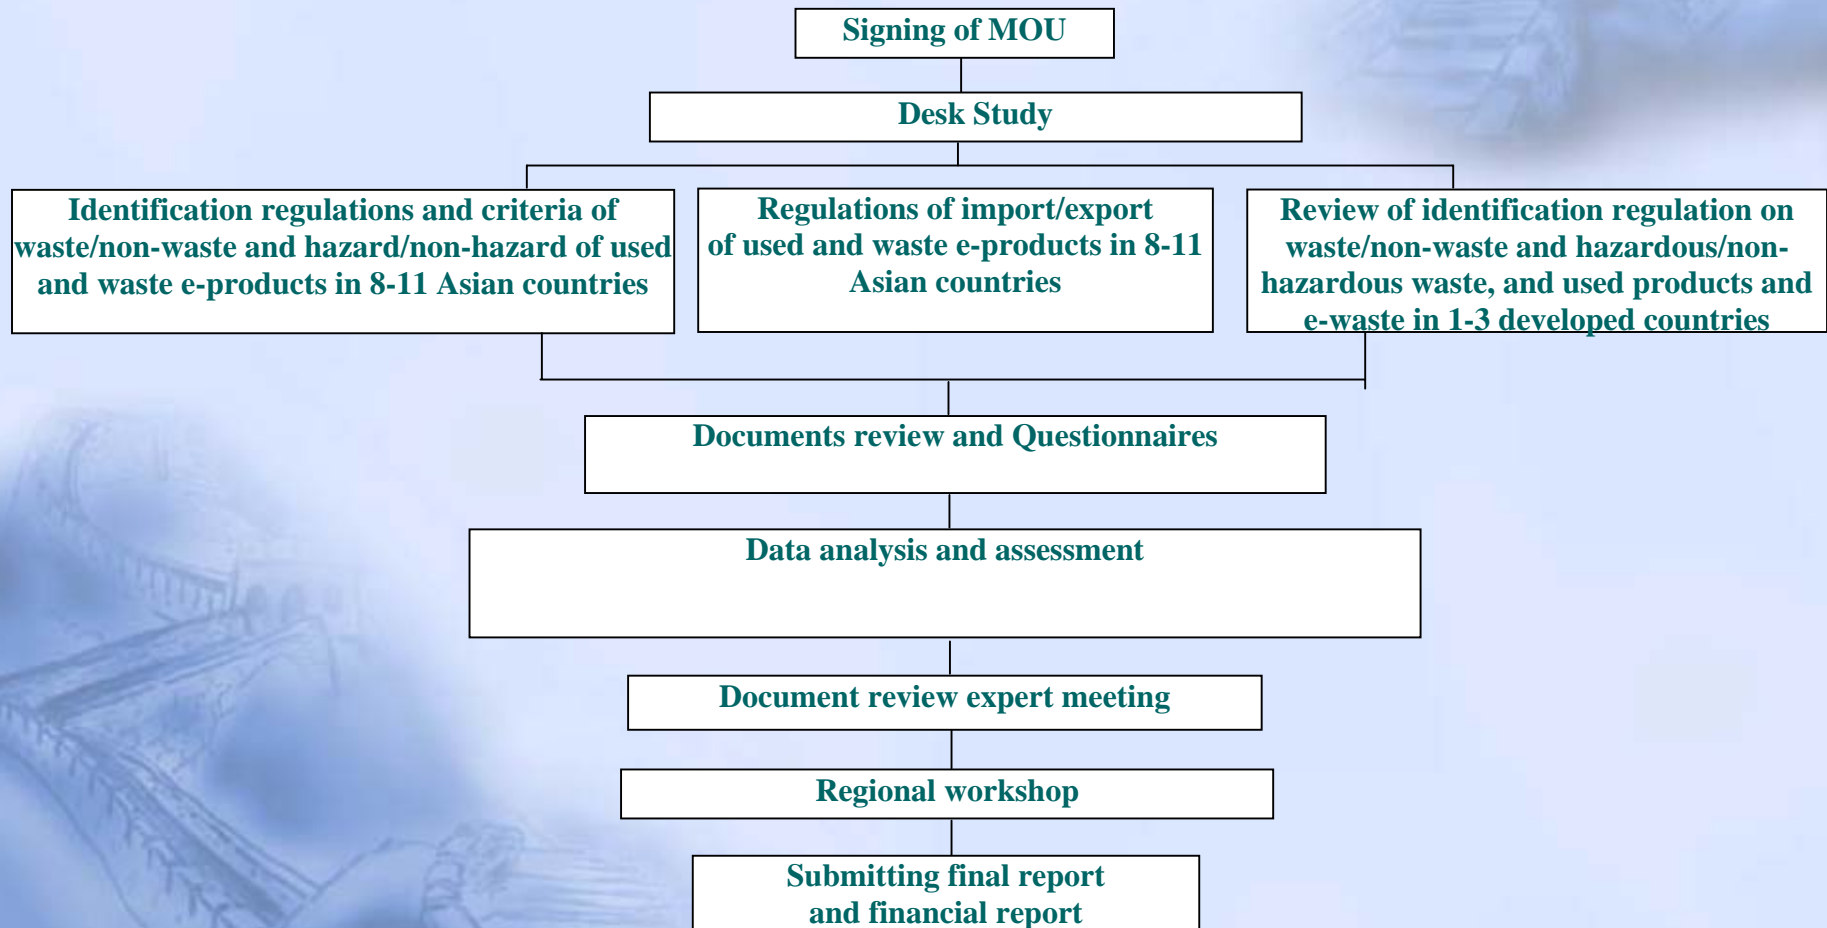 Signing of MOU
Desk Study
Identification regulations and criteria of
waste/non-waste and hazard/non-hazard of used
and waste e-products in 8-11 Asian countries
Regulations of import/export
of used and waste e-products in 8-11
Asian countries
Review of identification regulation on
waste/non-waste and hazardous/non-
hazardous waste, and used products and
e-waste in 1-3 developed countries
Documents review and Questionnaires
Data analysis and assessment
Document review expert meeting
Regional workshop
Submitting final report
and financial report